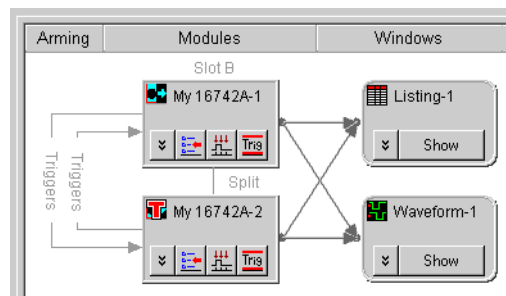 Arming Modules Windows
Slot B
My 16742A-1
Listing-1
Trig
Show
Triggers
Triggers
Split
My 16742A-2
Waveform-1
Trig
Show